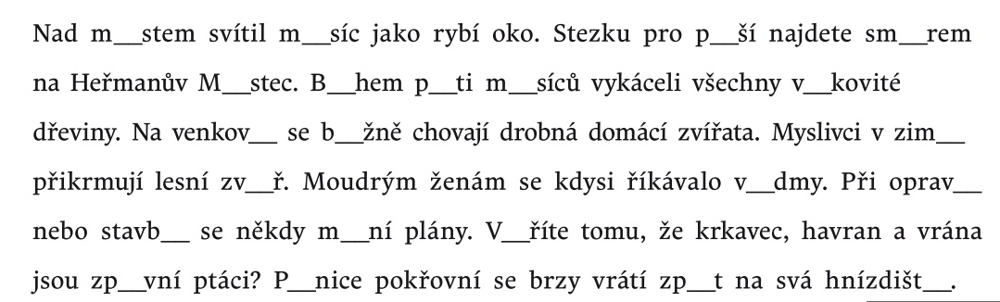 Nad m__stem svítil m__síc jako rybí oko. Stezku pro p__ší najdete sm__rem
na Heřmanův M__stec. B__hem p__ti m__síců vykáceli všechny v__kovité
dřeviny. Na venkov__ se b__žně chovají drobná domácí zvířata. Myslivci v zim__
přikrmují lesní zv__ř. Moudrým ženám se kdysi říkávalo v__dmy. Při oprav__
nebo stavb__ se někdy m__ní plány. V__říte tomu, že krkavec, havran a vrána
jsou zp__vní ptáci? P__nice pokřovní se brzy vrátí zp__t na svá hnízdišt__.